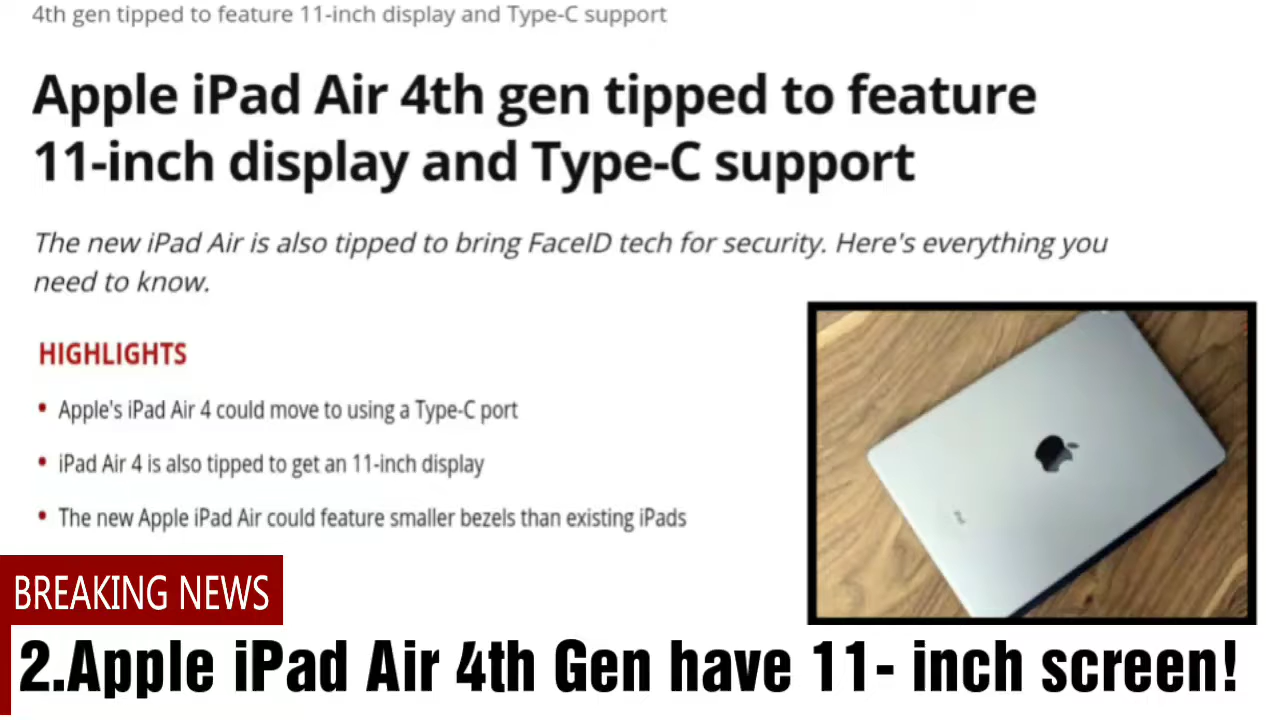 4th gen tipped to feature 11-inch display and Type-C support
Apple iPad Air 4th gen tipped to feature
11-inch display and Type-C support
The new iPad Air is also tipped to bring FaceID tech for security. Here's everything you
need to know.
HIGHLIGHTS
• Apple's iPad Air 4 could move to using a Type-C port
• iPad Air 4 is also tipped to get an 11-inch display
• The new Apple iPad Air could feature smaller bezels than existing iPads
iPad
BREAKING NEWS
2.Apple iPad Air 4th Gen have 11- inch screen!